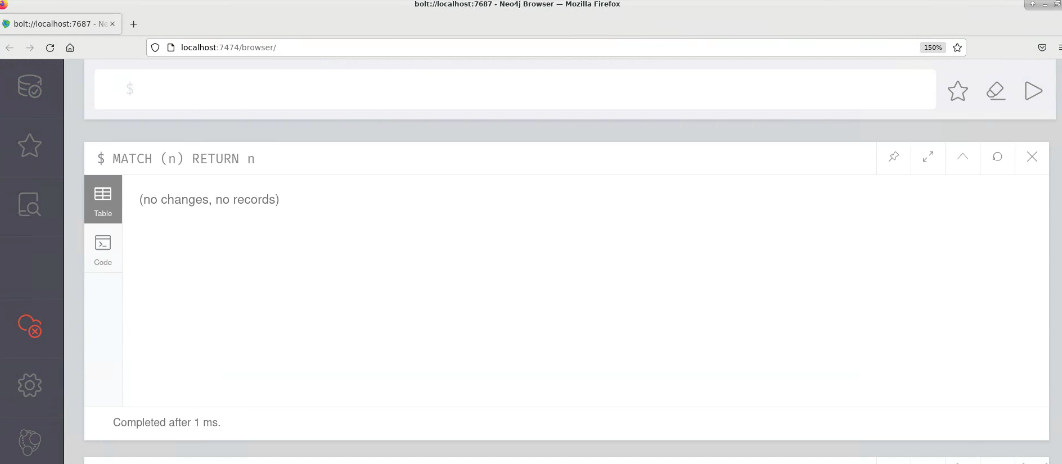 bolt://localhost:7687 - Neo4j Browser — Mozilla Firefox
bolt://localhost:7687 - Ne
localhost:7474/browser/
150%
$
$ MATCH (n) RETURN n
Table
(no changes, no records)
Code
Completed after 1 ms.